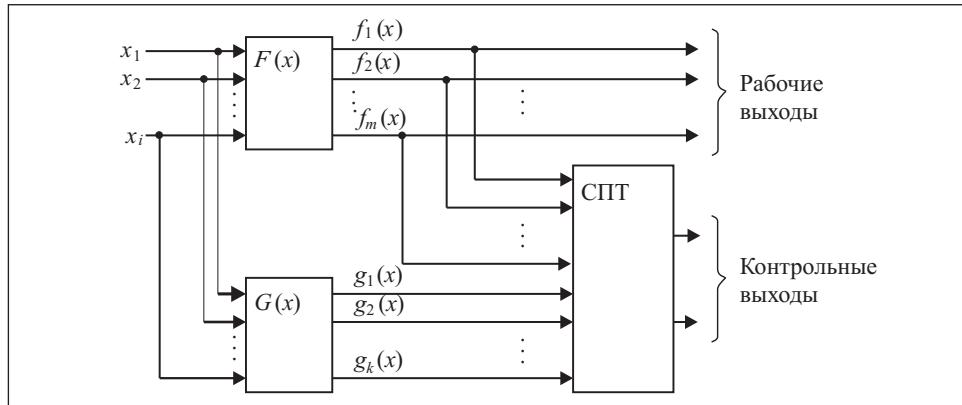 x₁
x₂
xᵢ
F(x)
f₁(x)
f₂(x)
fₘ(x)
Рабочие
выходы
СПТ
G(x)
g₁(x)
g₂(x)
gₖ(x)
Контрольные
выходы